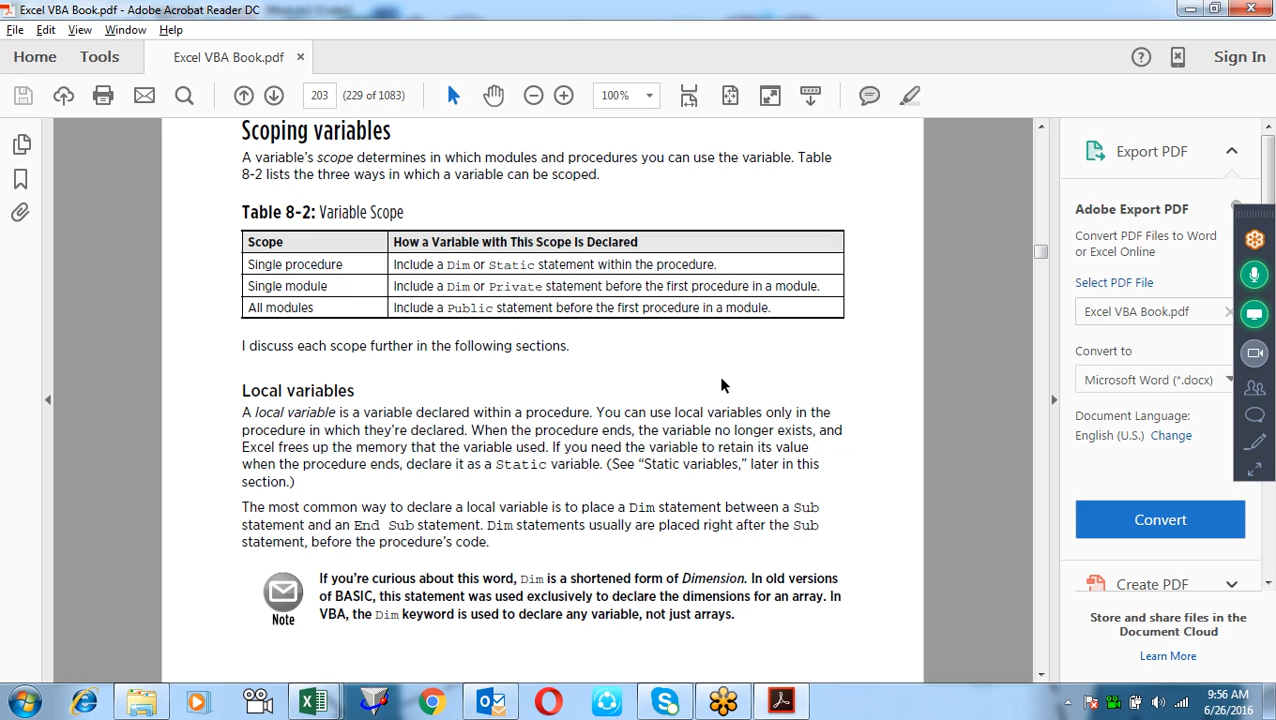 Excel VBA Book.pdf - Adobe Acrobat Reader DC
File Edit View Window Help
Home Tools Excel VBA Book.pdf × Sign In
203 (229 of 1083) 100%
Scoping variables
A variable's scope determines in which modules and procedures you can use the variable. Table
8-2 lists the three ways in which a variable can be scoped.
Table 8-2: Variable Scope
Scope How a Variable with This Scope Is Declared
Single procedure Include a Dim or Static statement within the procedure.
Single module Include a Dim or Private statement before the first procedure in a module.
All modules Include a Public statement before the first procedure in a module.
I discuss each scope further in the following sections.
Local variables
A local variable is a variable declared within a procedure. You can use local variables only in the
procedure in which they're declared. When the procedure ends, the variable no longer exists, and
Excel frees up the memory that the variable used. If you need the variable to retain its value
when the procedure ends, declare it as a Static variable. (See “Static variables,” later in this
section.)
The most common way to declare a local variable is to place a Dim statement between a Sub
statement and an End Sub statement. Dim statements usually are placed right after the Sub
statement, before the procedure's code.
If you're curious about this word, Dim is a shortened form of Dimension. In old versions
of BASIC, this statement was used exclusively to declare the dimensions for an array. In
VBA, the Dim keyword is used to declare any variable, not just arrays.
Note
Export PDF
Adobe Export PDF
Convert PDF Files to Word
or Excel Online
Select PDF File
Excel VBA Book.pdf
Convert to
Microsoft Word (*.docx)
Document Language:
English (U.S.) Change
Convert
Create PDF
Store and share files in the
Document Cloud
Learn More
9:56 AM
6/26/2016